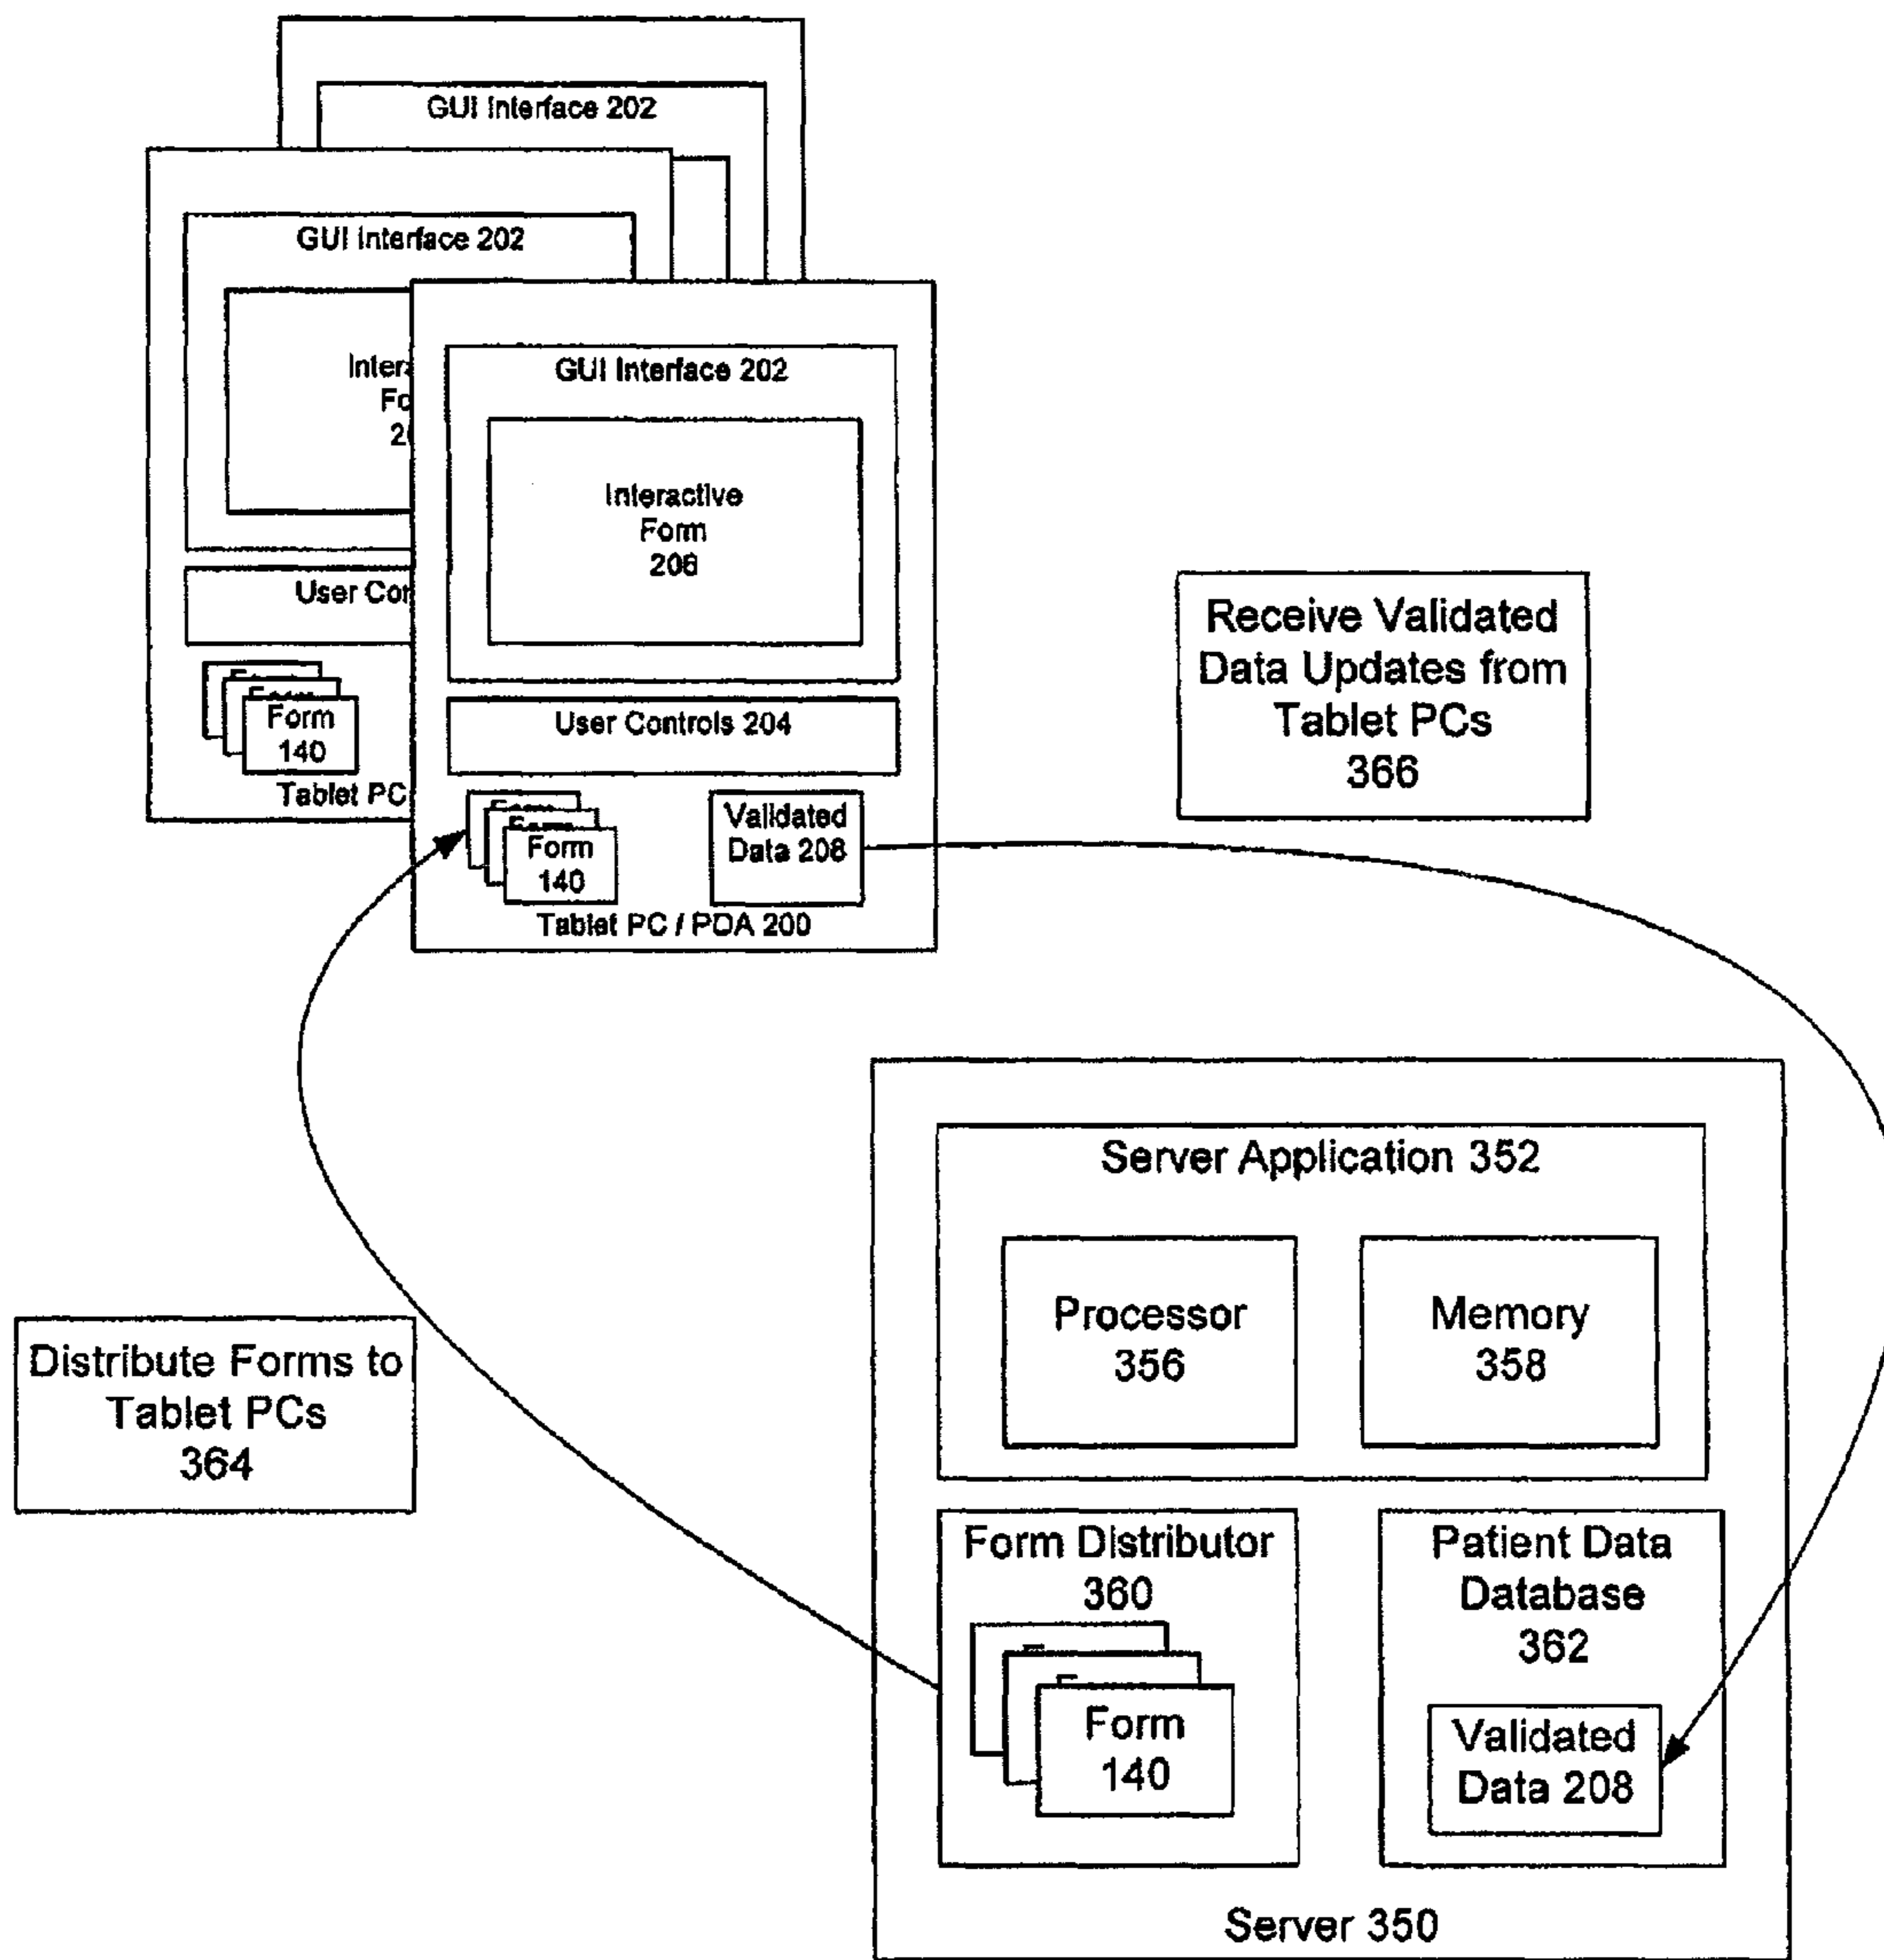 GUI Interface 202
GUI Interface 202
User
Form
140
Tablet PC
GUI Interface 202
Interactive
Form
206
User Controls 204
Form
140
Validated
Data 208
Tablet PC / PDA 200
Receive Validated
Data Updates from
Tablet PCs
366
Distribute Forms to
Tablet PCs
364
Server Application 352
Processor
356
Memory
358
Form Distributor
360
Form
140
Patient Data
Database
362
Validated
Data 208
Server 350